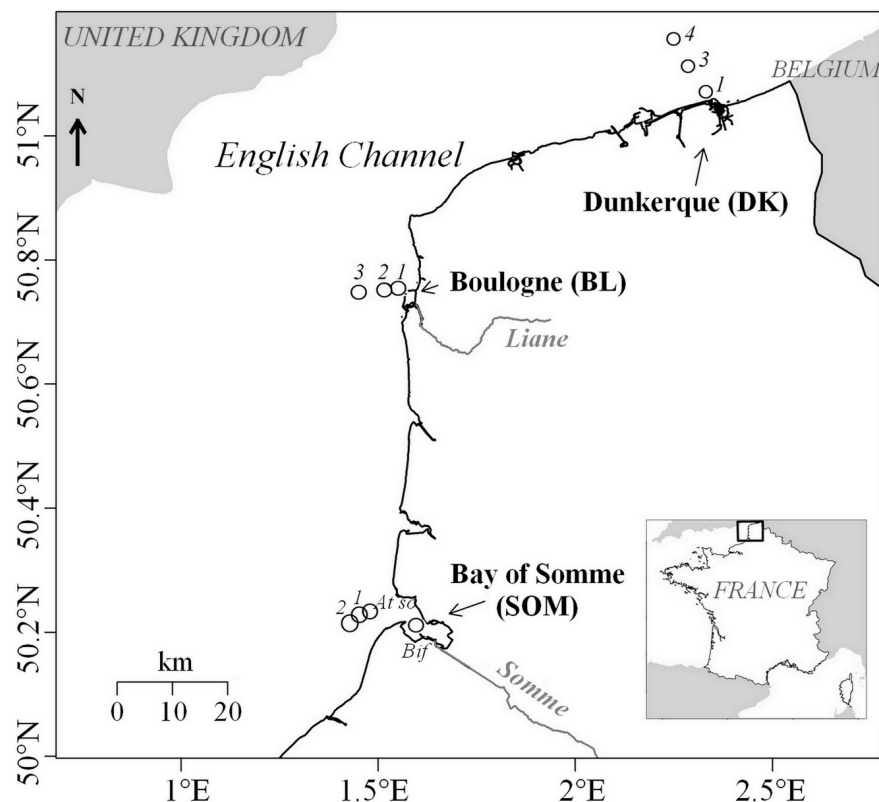 UNITED KINGDOM
4
3
1
BELGIUM
N
English Channel
Dunkerque (DK)
3 2 1
Boulogne (BL)
Liane
Bay of Somme
(SOM)
2 1 At so
Bif
Somme
FRANCE
km
0 10 20
51°N
50.8°N
50.6°N
50.4°N
50.2°N
50°N
1°E 1.5°E 2°E 2.5°E